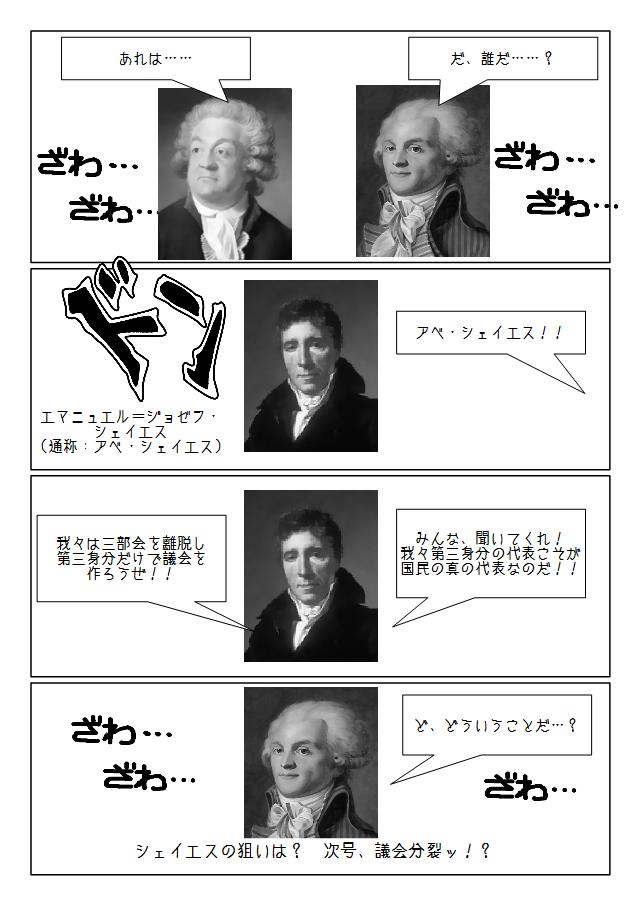 あれは……
だ、誰だ……？
ざわ…
ざわ…
ざわ…
ざわ…
ドン
アベ・シェイエス！！
エマニュエル＝ジョゼフ・
シェイエス
（通称：アベ・シェイエス）
みんな、聞いてくれ！
我々第三身分の代表こそが
国民の真の代表なのだ！！
我々は三部会を離脱し
第三身分だけで議会を
作ろうぜ！！
ど、どういうことだ…？
ざわ…
ざわ…
ざわ…
シェイエスの狙いは？　次号、議会分裂ッ！？